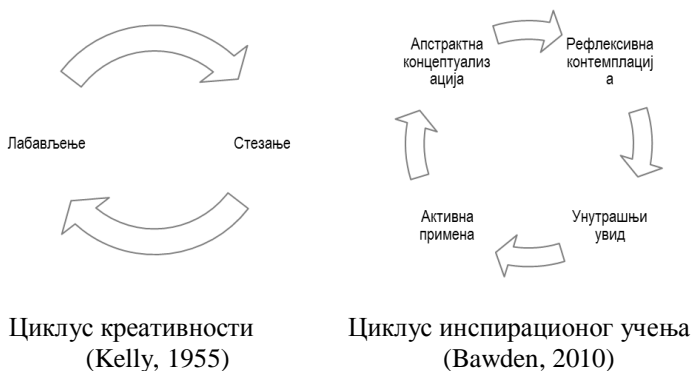 Апстрактна
концептуализ
ација
Рефлексивна
контемплациј
а
Лабављење
Стезање
Активна
примена
Унутрашњи
увид
Циклус креативности
(Kelly, 1955)
Циклус инспирационог учења
(Bawden, 2010)